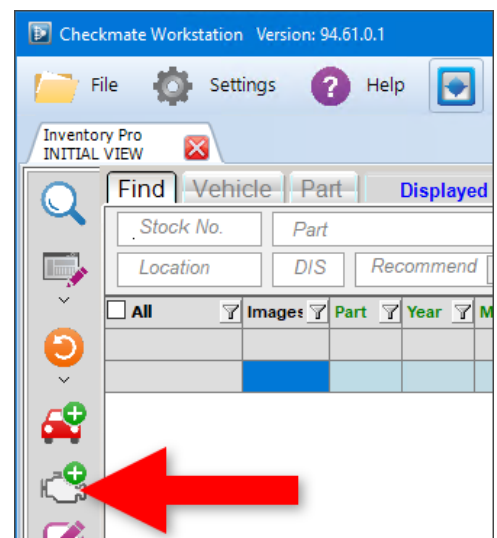 Checkmate Workstation Version: 94.61.0.1
File Settings ? Help
Inventory Pro
INITIAL VIEW
Find Vehicle Part Displayed
Stock No. Part
Location DIS Recommend
All Images Part Year M